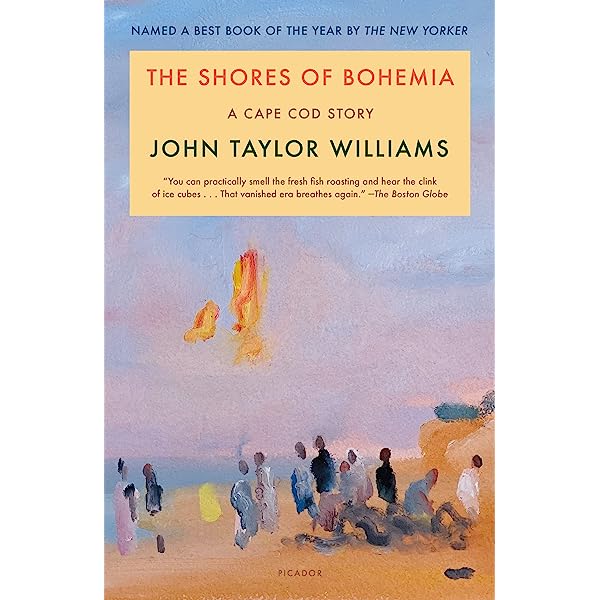 NAMED A BEST BOOK OF THE YEAR BY THE NEW YORKER
THE SHORES OF BOHEMIA
A CAPE COD STORY
JOHN TAYLOR WILLIAMS
“You can practically smell the fresh fish roasting and hear the clink
of ice cubes . . . That vanished era breathes again.” —The Boston Globe
PICADOR